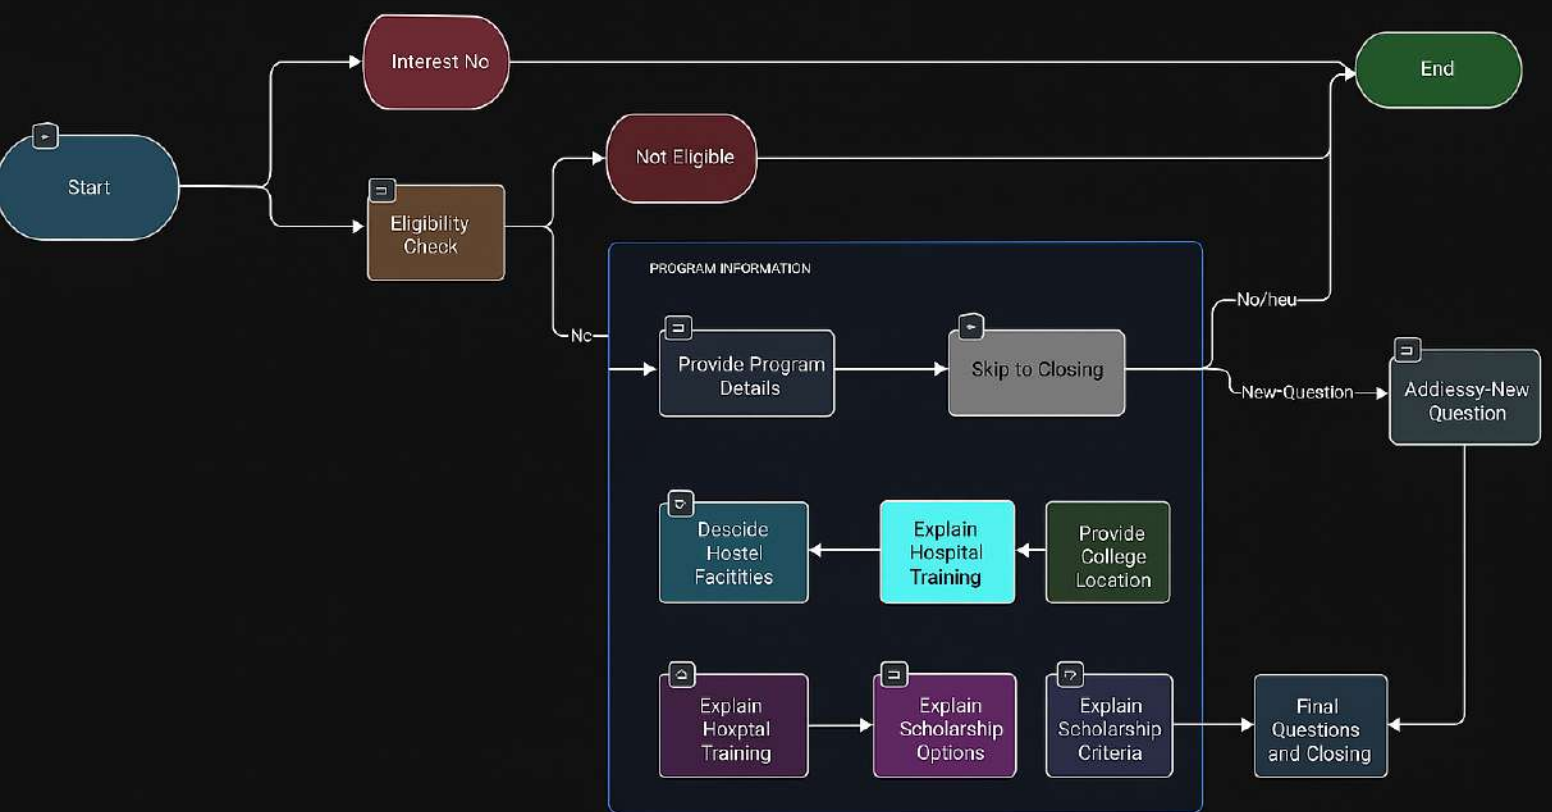 Interest No
End
Not Eligible
Start
Eligibility
Check
PROGRAM INFORMATION
No/heu
Nc
Provide Program
Details
Skip to Closing
New-Question
Addiessy-New
Question
Descide
Hostel
Facitities
Explain
Hospital
Training
Provide
College
Location
Explain
Hoxptal
Training
Explain
Scholarship
Options
Explain
Scholarship
Criteria
Final
Questions
and Closing